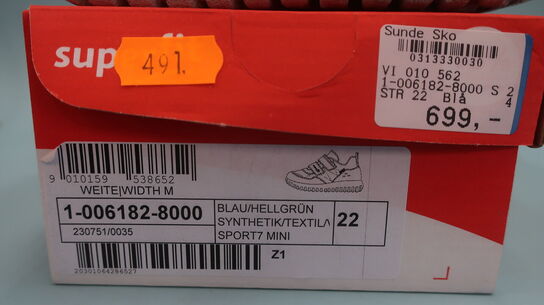 Sunde Sko
0313330030
VI 010 562
1-006182-8000 S 2
STR 22 Blå 4
699,-
491.
9 010159 538652
WEITE|WIDTH M
1-006182-8000
230751/0035
BLAU/HELLGRÜN
SYNTHETIK/TEXTIL/
SPORT7 MINI
22
Z1
20301064286527